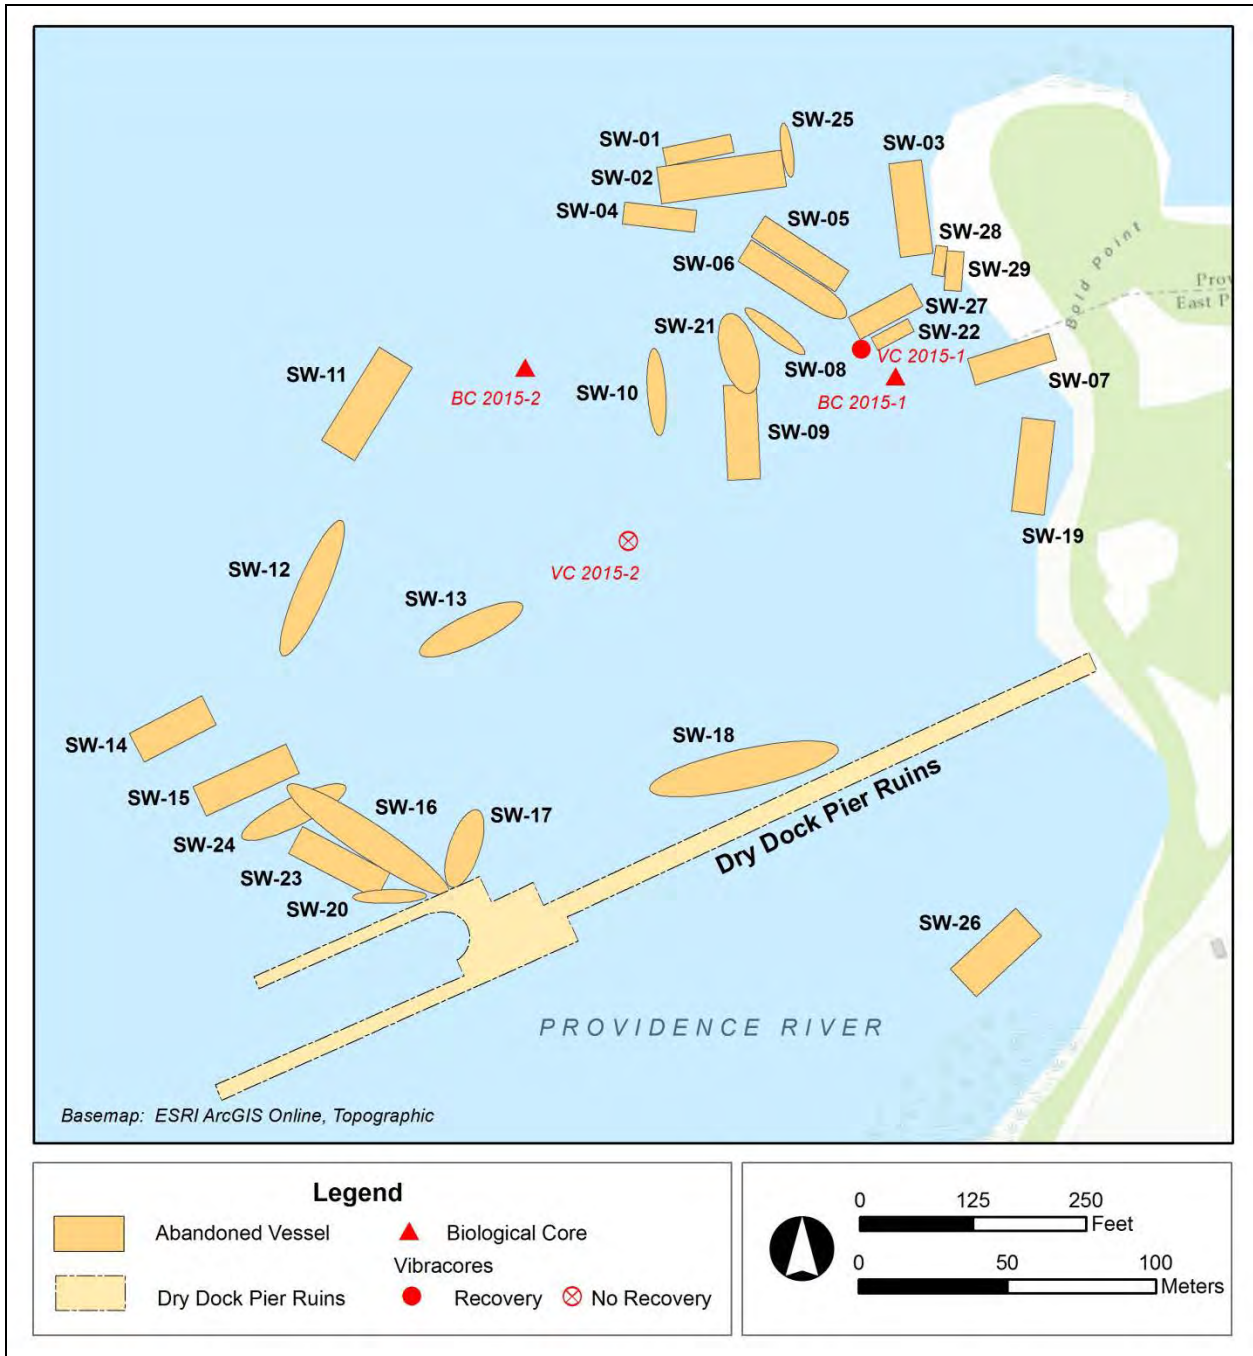 SW-25
SW-01
SW-03
SW-02
SW-04
SW-05
SW-28
SW-06
SW-29
Bold Point
Prov
East P
SW-27
SW-21
SW-22
VC 2015-1
SW-11
SW-08
SW-07
SW-10
BC 2015-2
BC 2015-1
SW-09
SW-19
SW-12
VC 2015-2
SW-13
SW-18
SW-14
Dry Dock Pier Ruins
SW-15
SW-16
SW-17
SW-24
SW-23
SW-20
SW-26
PROVIDENCE RIVER
Basemap: ESRI ArcGIS Online, Topographic
Legend
Abandoned Vessel
Biological Core
Vibracores
Dry Dock Pier Ruins
Recovery
No Recovery
0 125 250
Feet
0 50 100
Meters